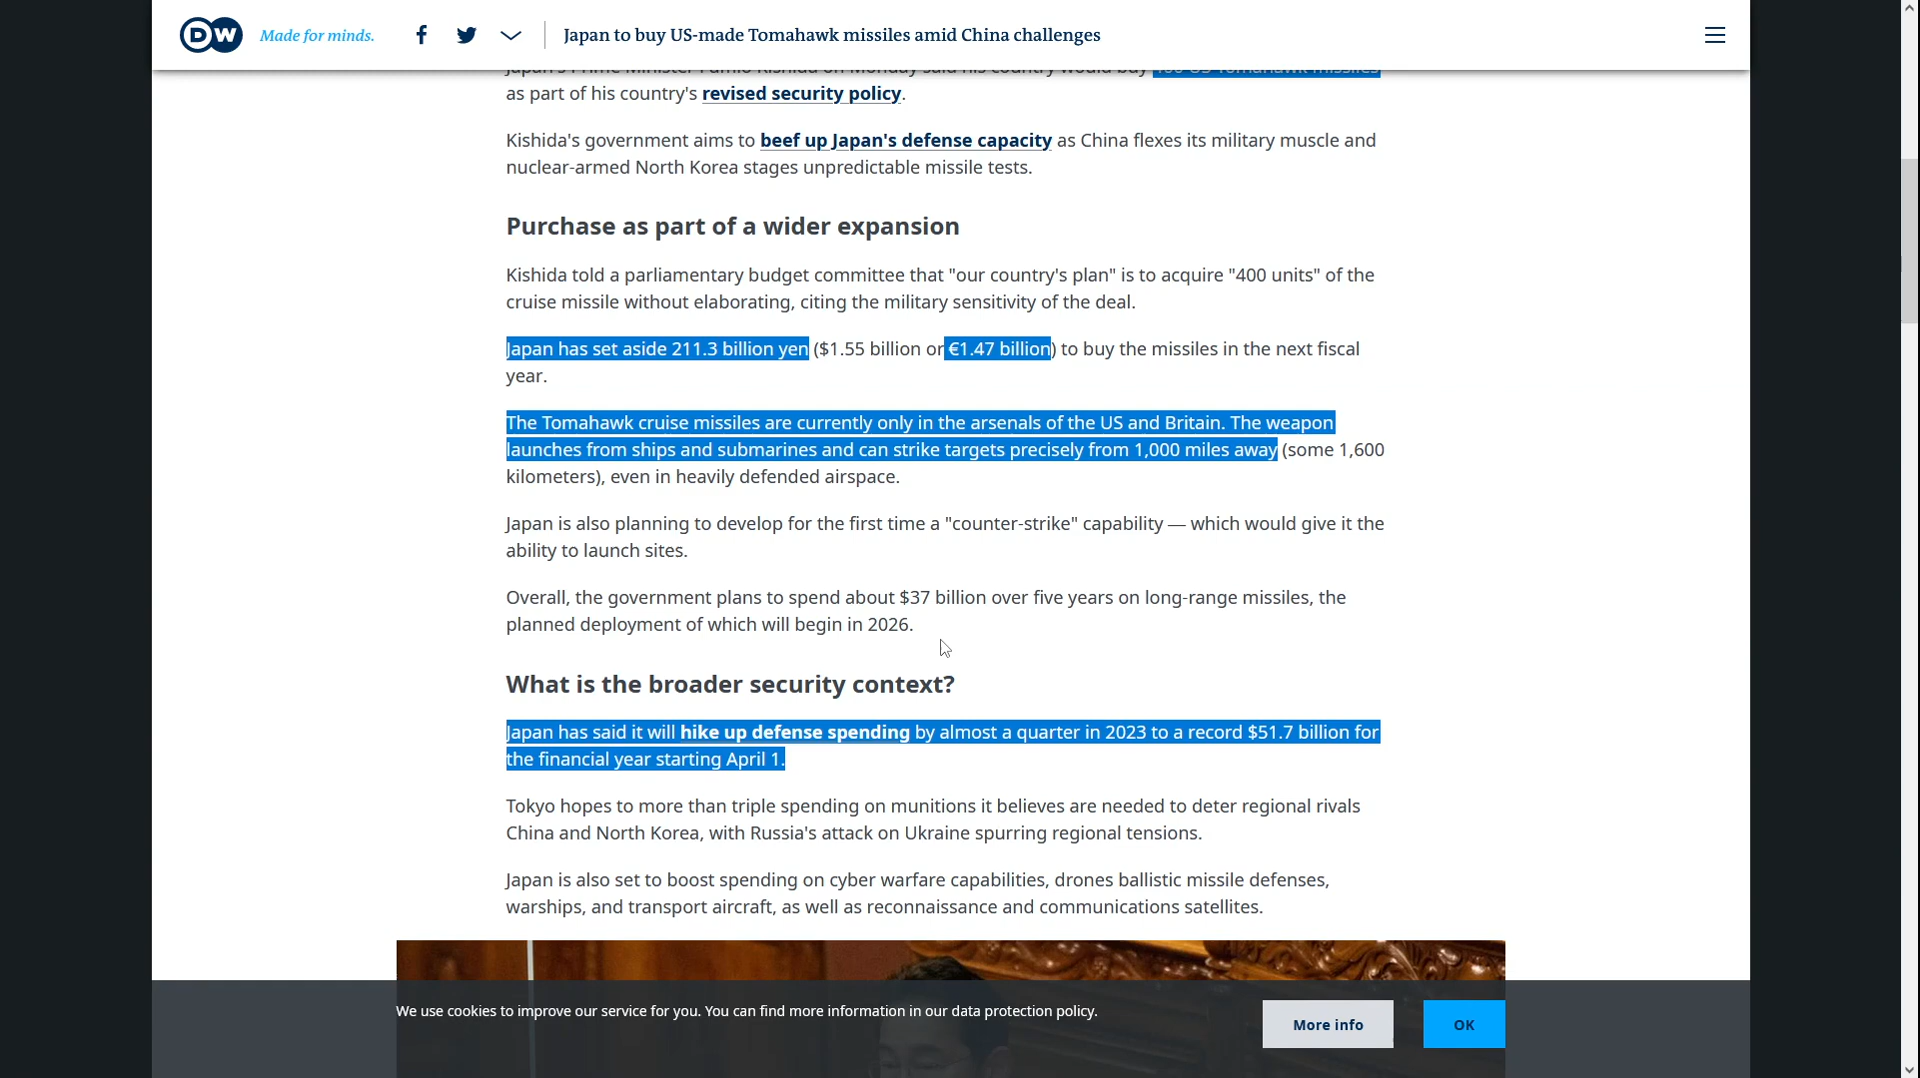 DW Made for minds. Japan to buy US-made Tomahawk missiles amid China challenges
Japan's Prime Minister Fumio Kishida on Monday said his country would buy 400 US Tomahawk missiles
as part of his country's revised security policy.
Kishida's government aims to beef up Japan's defense capacity as China flexes its military muscle and
nuclear-armed North Korea stages unpredictable missile tests.
Purchase as part of a wider expansion
Kishida told a parliamentary budget committee that "our country's plan" is to acquire "400 units" of the
cruise missile without elaborating, citing the military sensitivity of the deal.
Japan has set aside 211.3 billion yen ($1.55 billion or €1.47 billion) to buy the missiles in the next fiscal
year.
The Tomahawk cruise missiles are currently only in the arsenals of the US and Britain. The weapon
launches from ships and submarines and can strike targets precisely from 1,000 miles away (some 1,600
kilometers), even in heavily defended airspace.
Japan is also planning to develop for the first time a "counter-strike" capability — which would give it the
ability to launch sites.
Overall, the government plans to spend about $37 billion over five years on long-range missiles, the
planned deployment of which will begin in 2026.
What is the broader security context?
Japan has said it will hike up defense spending by almost a quarter in 2023 to a record $51.7 billion for
the financial year starting April 1.
Tokyo hopes to more than triple spending on munitions it believes are needed to deter regional rivals
China and North Korea, with Russia's attack on Ukraine spurring regional tensions.
Japan is also set to boost spending on cyber warfare capabilities, drones ballistic missile defenses,
warships, and transport aircraft, as well as reconnaissance and communications satellites.
We use cookies to improve our service for you. You can find more information in our data protection policy.
More info OK